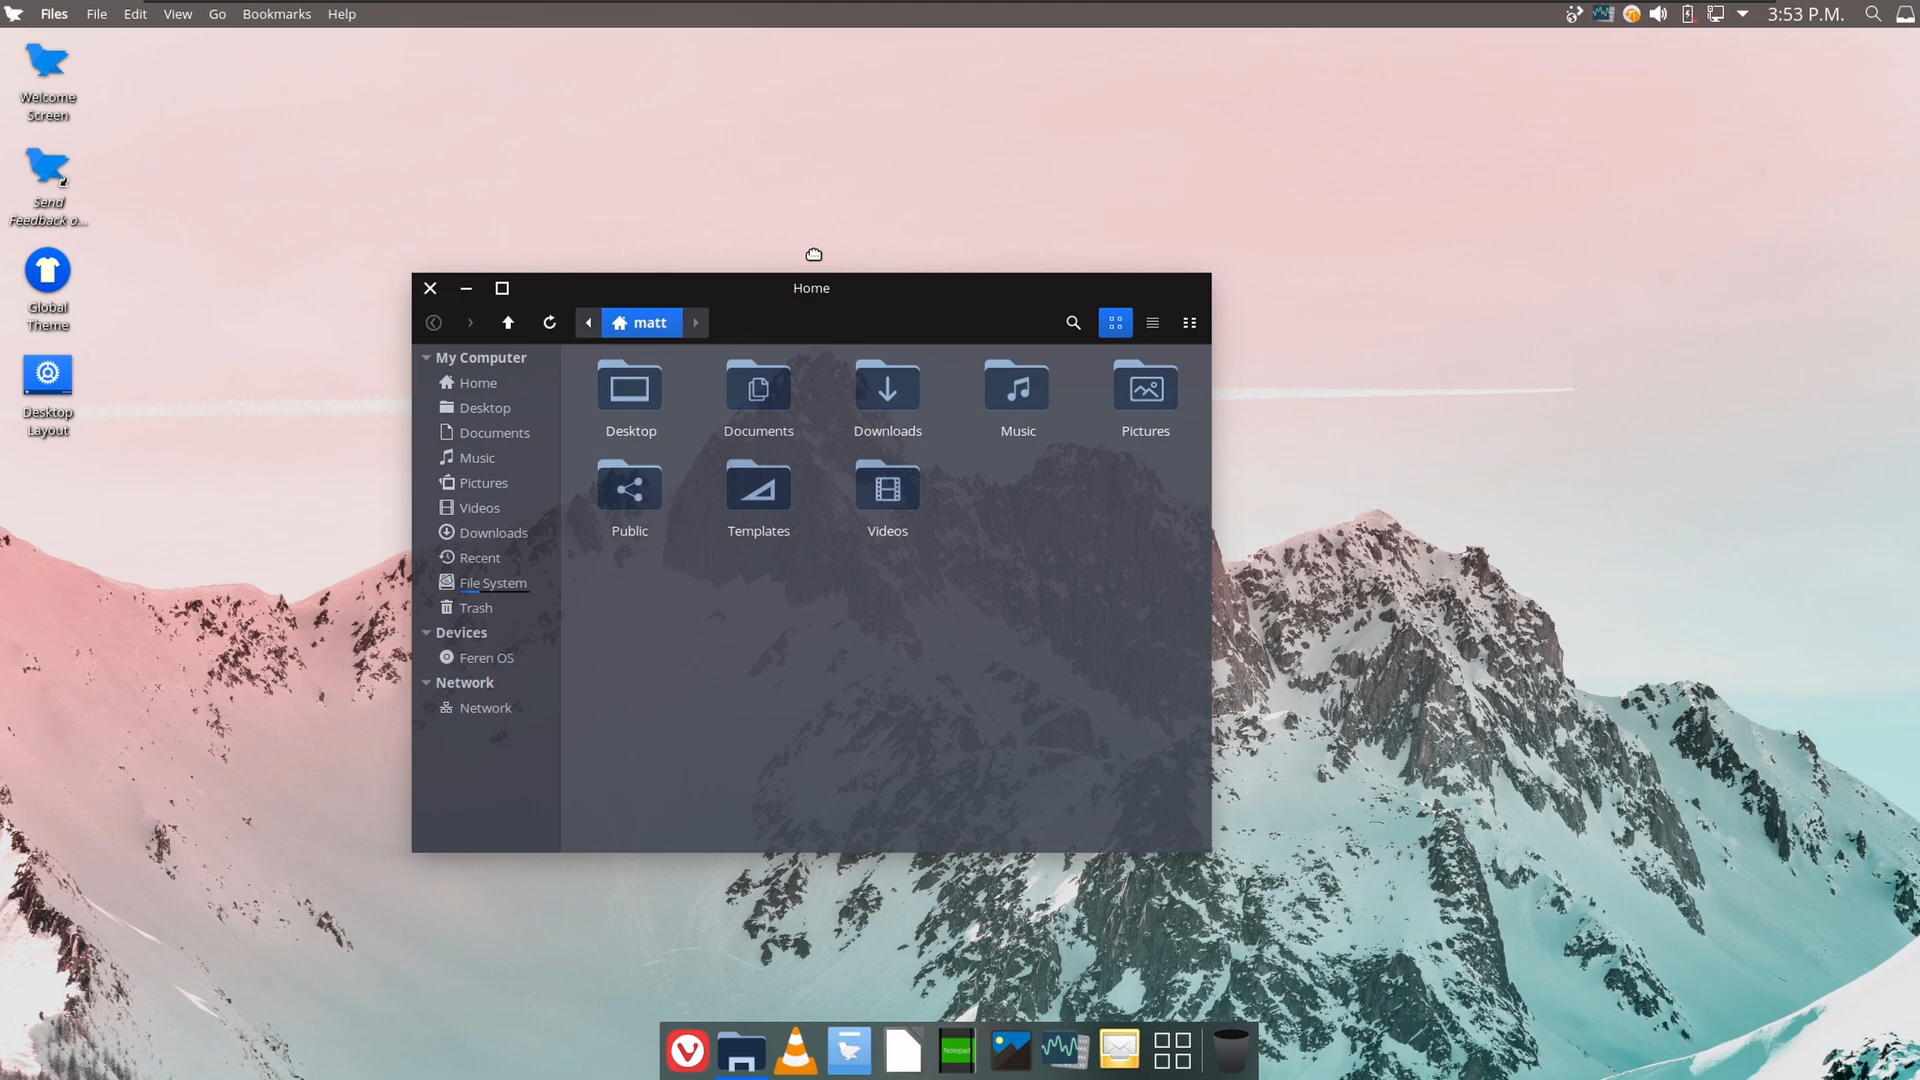 Files File Edit View Go Bookmarks Help 3:53 P.M.
Welcome
Screen
Send
Feedback o...
Global
Theme
Desktop
Layout
Home
matt
My Computer
Home
Desktop
Documents
Music
Pictures
Videos
Downloads
Recent
File System
Trash
Devices
Feren OS
Network
Network
Desktop Documents Downloads Music Pictures
Public Templates Videos
Notepad